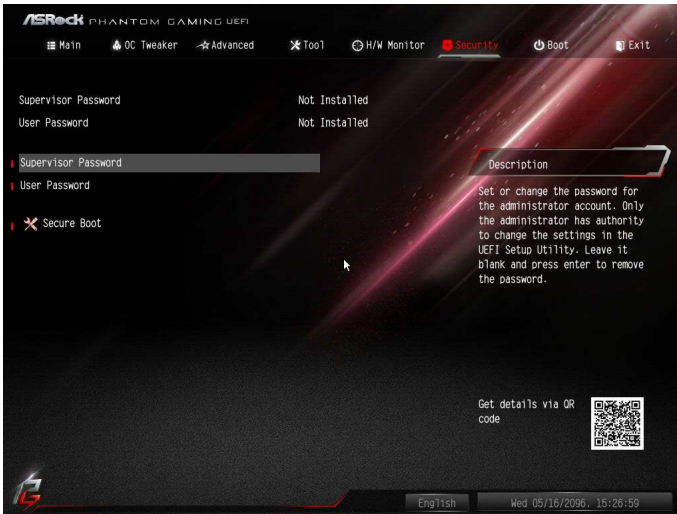 ASRock PHANTOM GAMING UEFI
Main OC Tweaker Advanced Tool H/W Monitor Security Boot Exit
Supervisor Password Not Installed
User Password Not Installed
Supervisor Password
User Password
Secure Boot
Description
Set or change the password for
the administrator account. Only
the administrator has authority
to change the settings in the
UEFI Setup Utility. Leave it
blank and press enter to remove
the password.
Get details via QR
code
English Wed 05/16/2096. 15:26:59